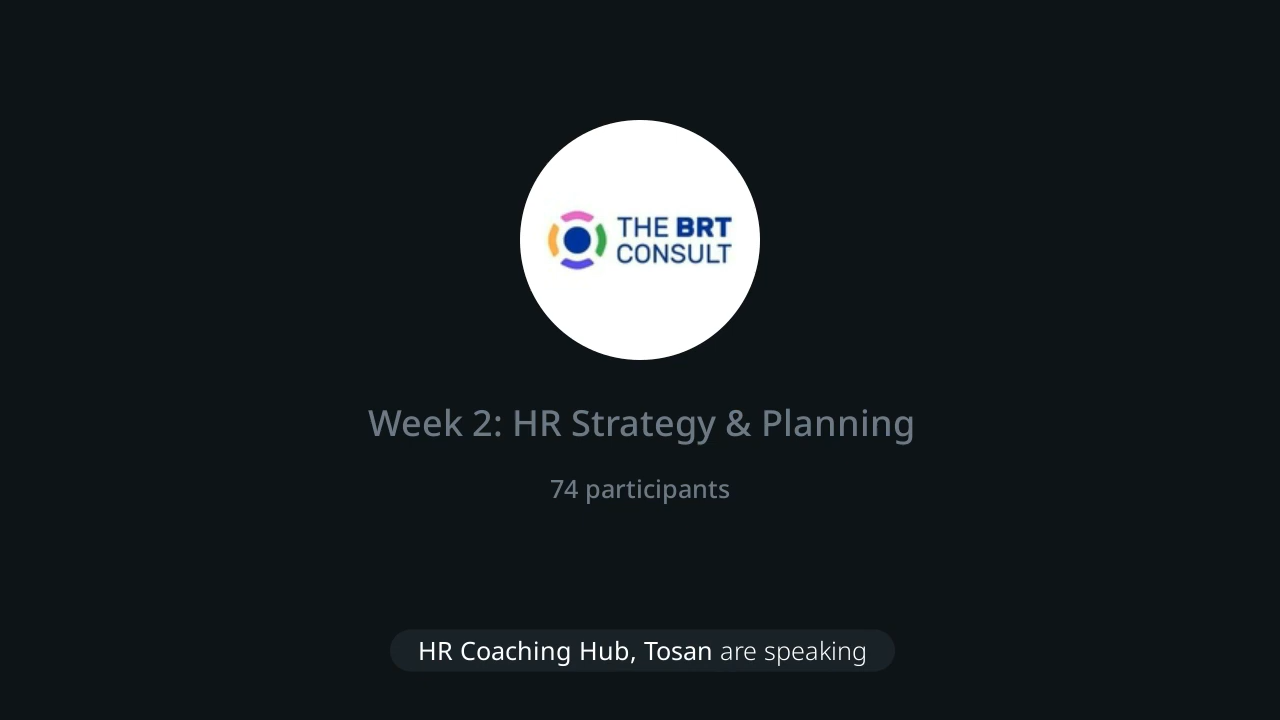 THE BRT
CONSULT
Week 2: HR Strategy & Planning
74 participants
HR Coaching Hub, Tosan are speaking